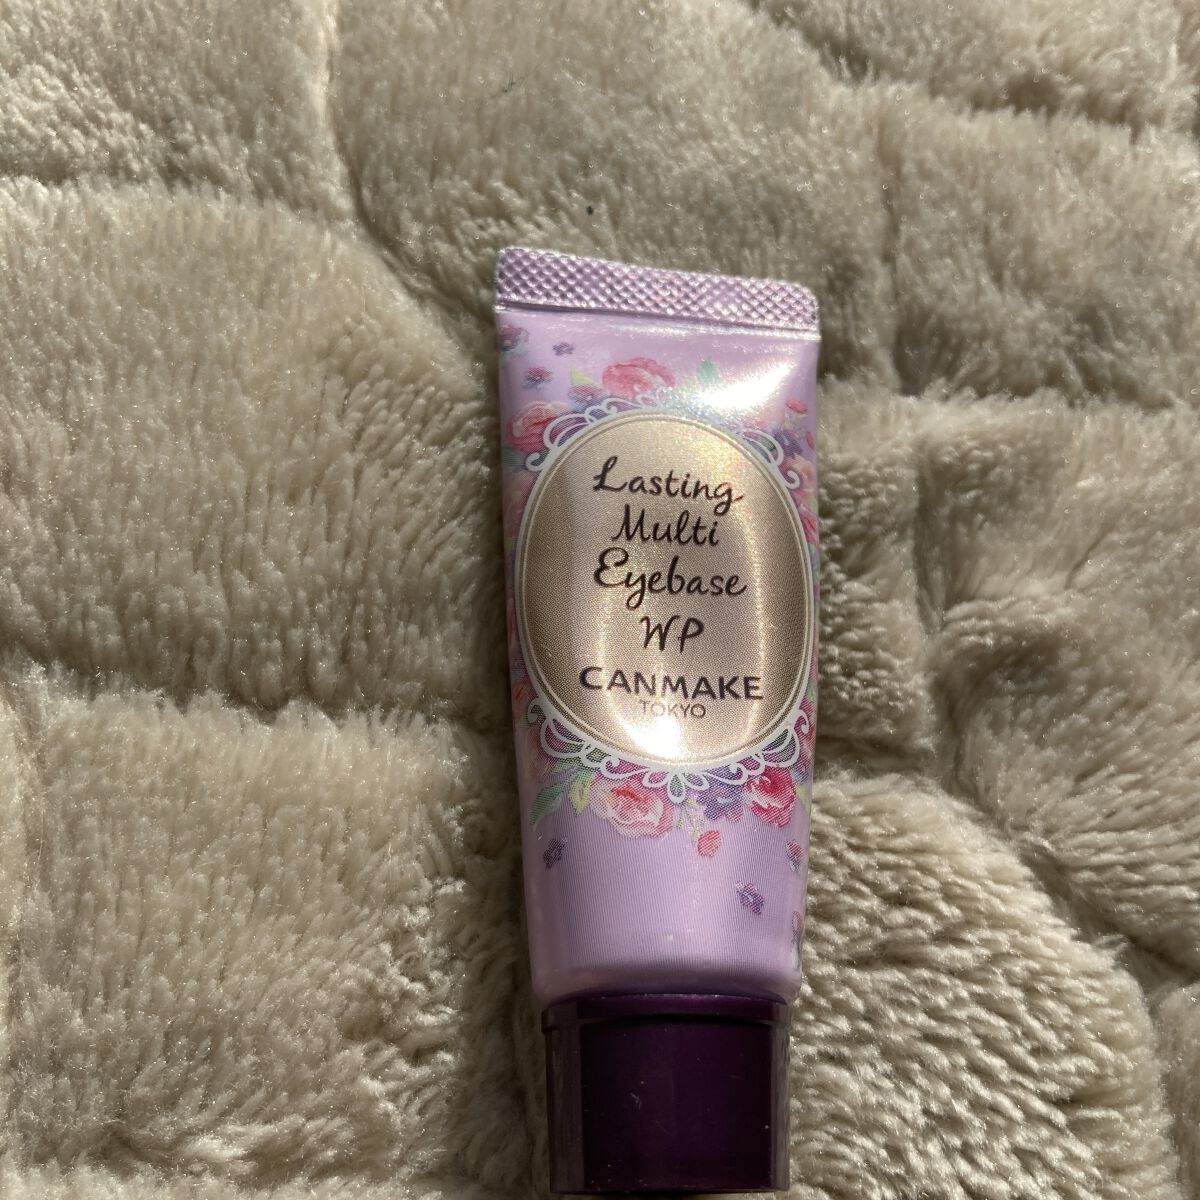 Lasting
Multi
Eyebase
WP
CANMAKE
TOKYO